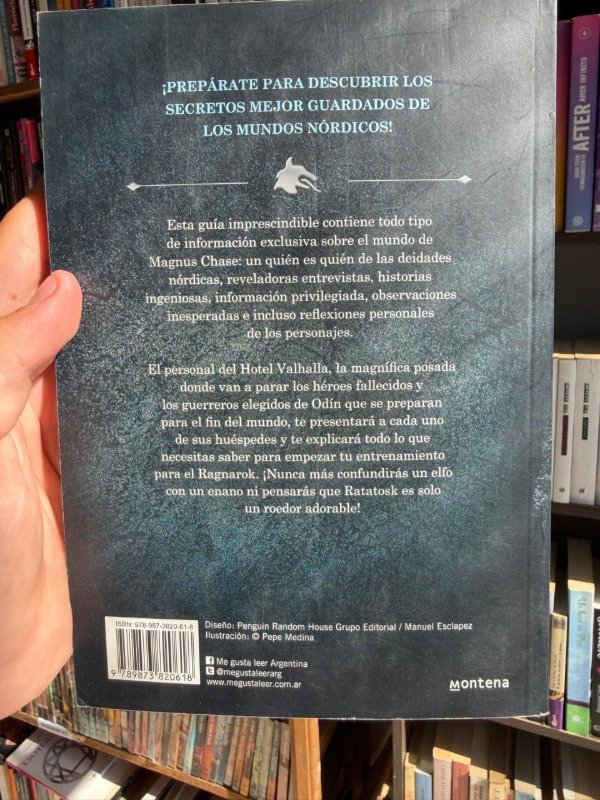 ¡PREPÁRATE PARA DESCUBRIR LOS
SECRETOS MEJOR GUARDADOS DE
LOS MUNDOS NÓRDICOS!
Esta guía imprescindible contiene todo tipo
de información exclusiva sobre el mundo de
Magnus Chase: un quién es quién de las deidades
nórdicas, reveladoras entrevistas, historias
ingeniosas, información privilegiada, observaciones
inesperadas e incluso reflexiones personales
de los personajes.
El personal del Hotel Valhalla, la magnífica posada
donde van a parar los héroes fallecidos y
los guerreros elegidos de Odín que se preparan
para el fin del mundo, te presentará a cada uno
de sus huéspedes y te explicará todo lo que
necesitas saber para empezar tu entrenamiento
para el Ragnarok. ¡Nunca más confundirás un elfo
con un enano ni pensarás que Ratatosk es solo
un roedor adorable!
ISBN: 978-987-3820-61-8
9 789873 820618
Diseño: Penguin Random House Grupo Editorial / Manuel Esclapez
Ilustración: © Pepe Medina
Me gusta leer Argentina
@megustaleerarg
www.megustaleer.com.ar
montena
AFTER
AMOR INFINITO
4